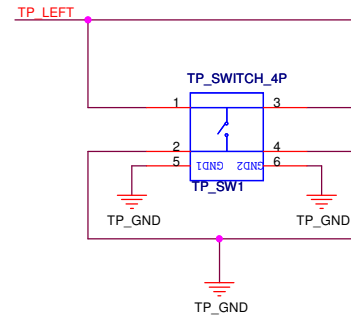 TP_LEFT
TP_SWITCH_4P
1 3
2 4
5 GND1 GND2 6
TP_SW1
TP_GND TP_GND
TP_GND